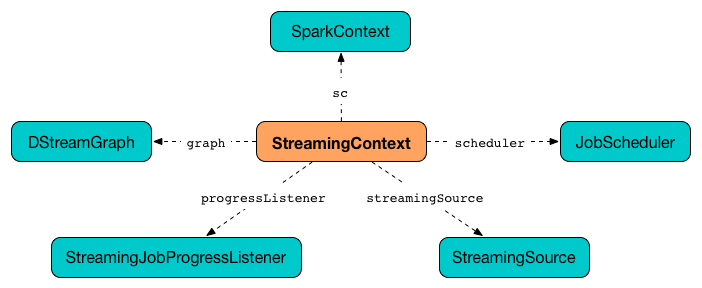 SparkContext
sc
DStreamGraph
graph
StreamingContext
scheduler
JobScheduler
progressListener
streamingSource
StreamingJobProgressListener
StreamingSource